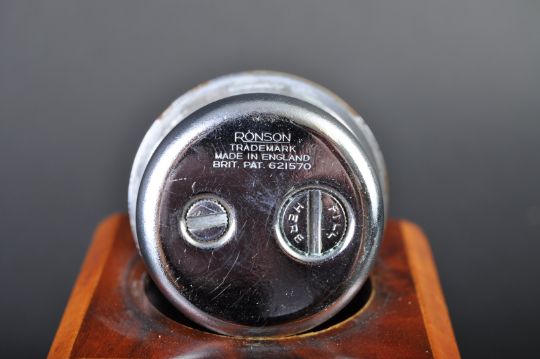 RONSON
TRADEMARK
MADE IN ENGLAND
BRIT. PAT. 621570
FILL
HERE